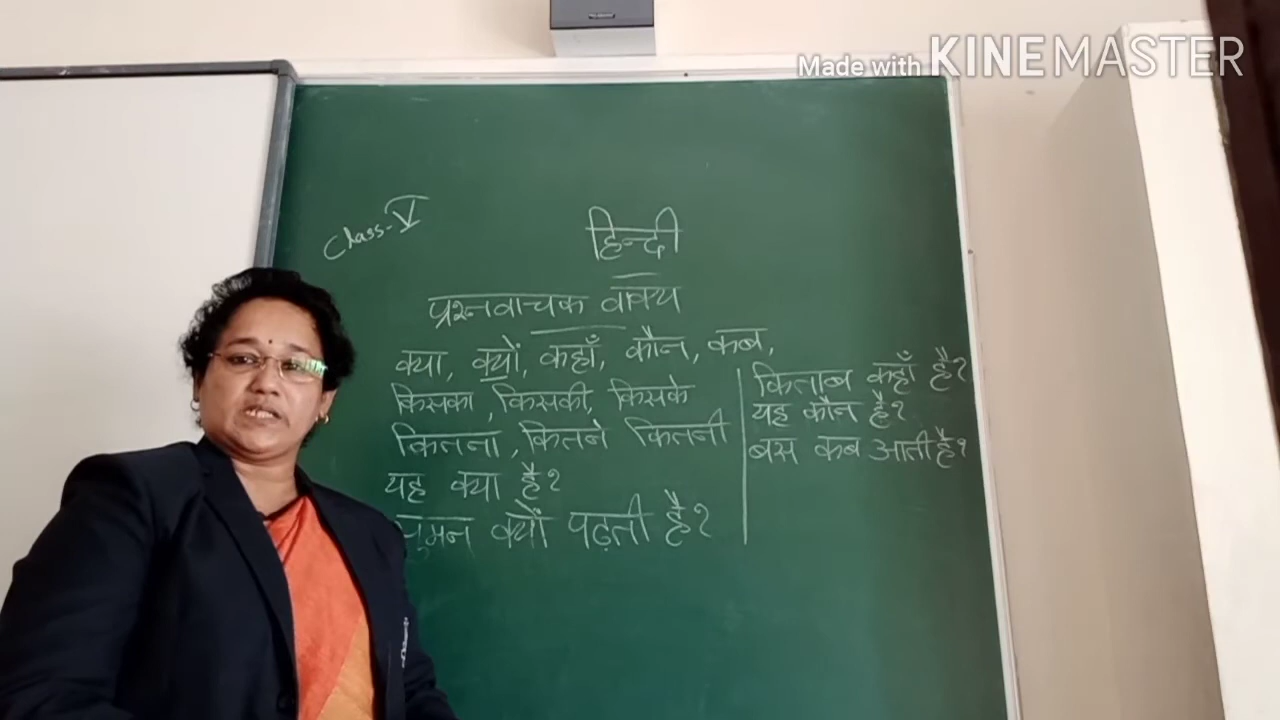 Made with KINEMASTER
Class-V
हिन्दी
प्रश्नवाचक वाक्य
क्या, क्यों, कहाँ, कौन, कब,
किसका, किसकी, किसके
कितना, कितने कितनी
यह क्या है?
सुमन क्यों पढ़ती है?
किताब कहाँ है?
यह कौन है?
बस कब आती है?